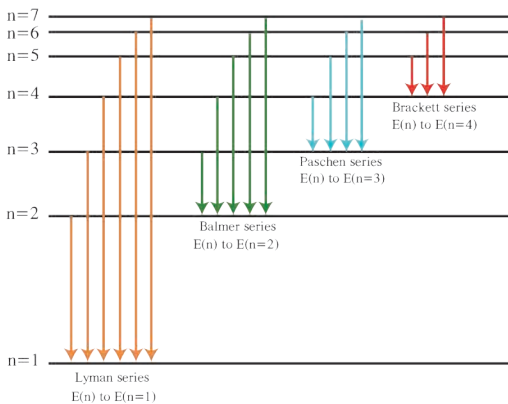 n=7
n=6
n=5
n=4
Brackett series
E(n) to E(n=4)
n=3
Paschen series
E(n) to E(n=3)
n=2
Balmer series
E(n) to E(n=2)
n=1
Lyman series
E(n) to E(n=1)